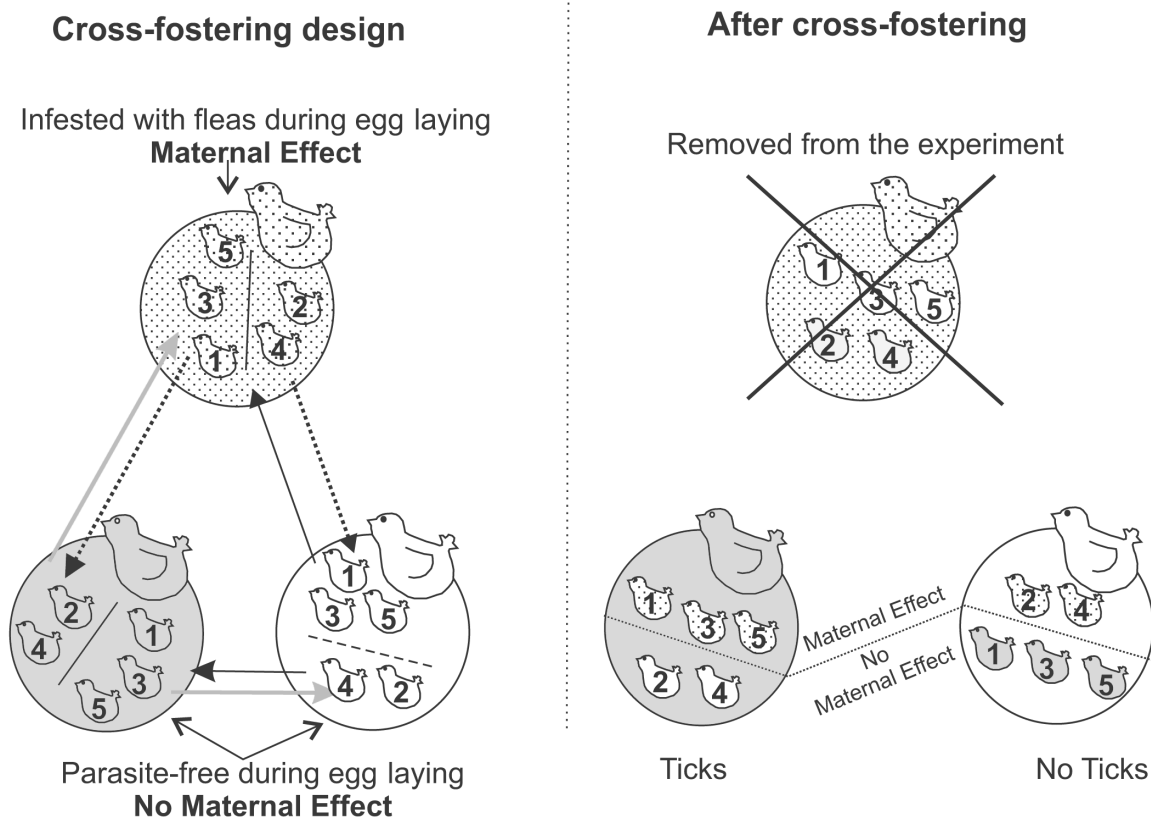 Cross-fostering design
After cross-fostering
Infested with fleas during egg laying
Maternal Effect
5
3
2
1
4
2
4
1
3
5
1
3
5
4
2
Parasite-free during egg laying
No Maternal Effect
Removed from the experiment
1
3
5
2
4
1
3
5
2
4
Maternal Effect
No
Maternal Effect
2
4
1
3
5
Ticks
No Ticks